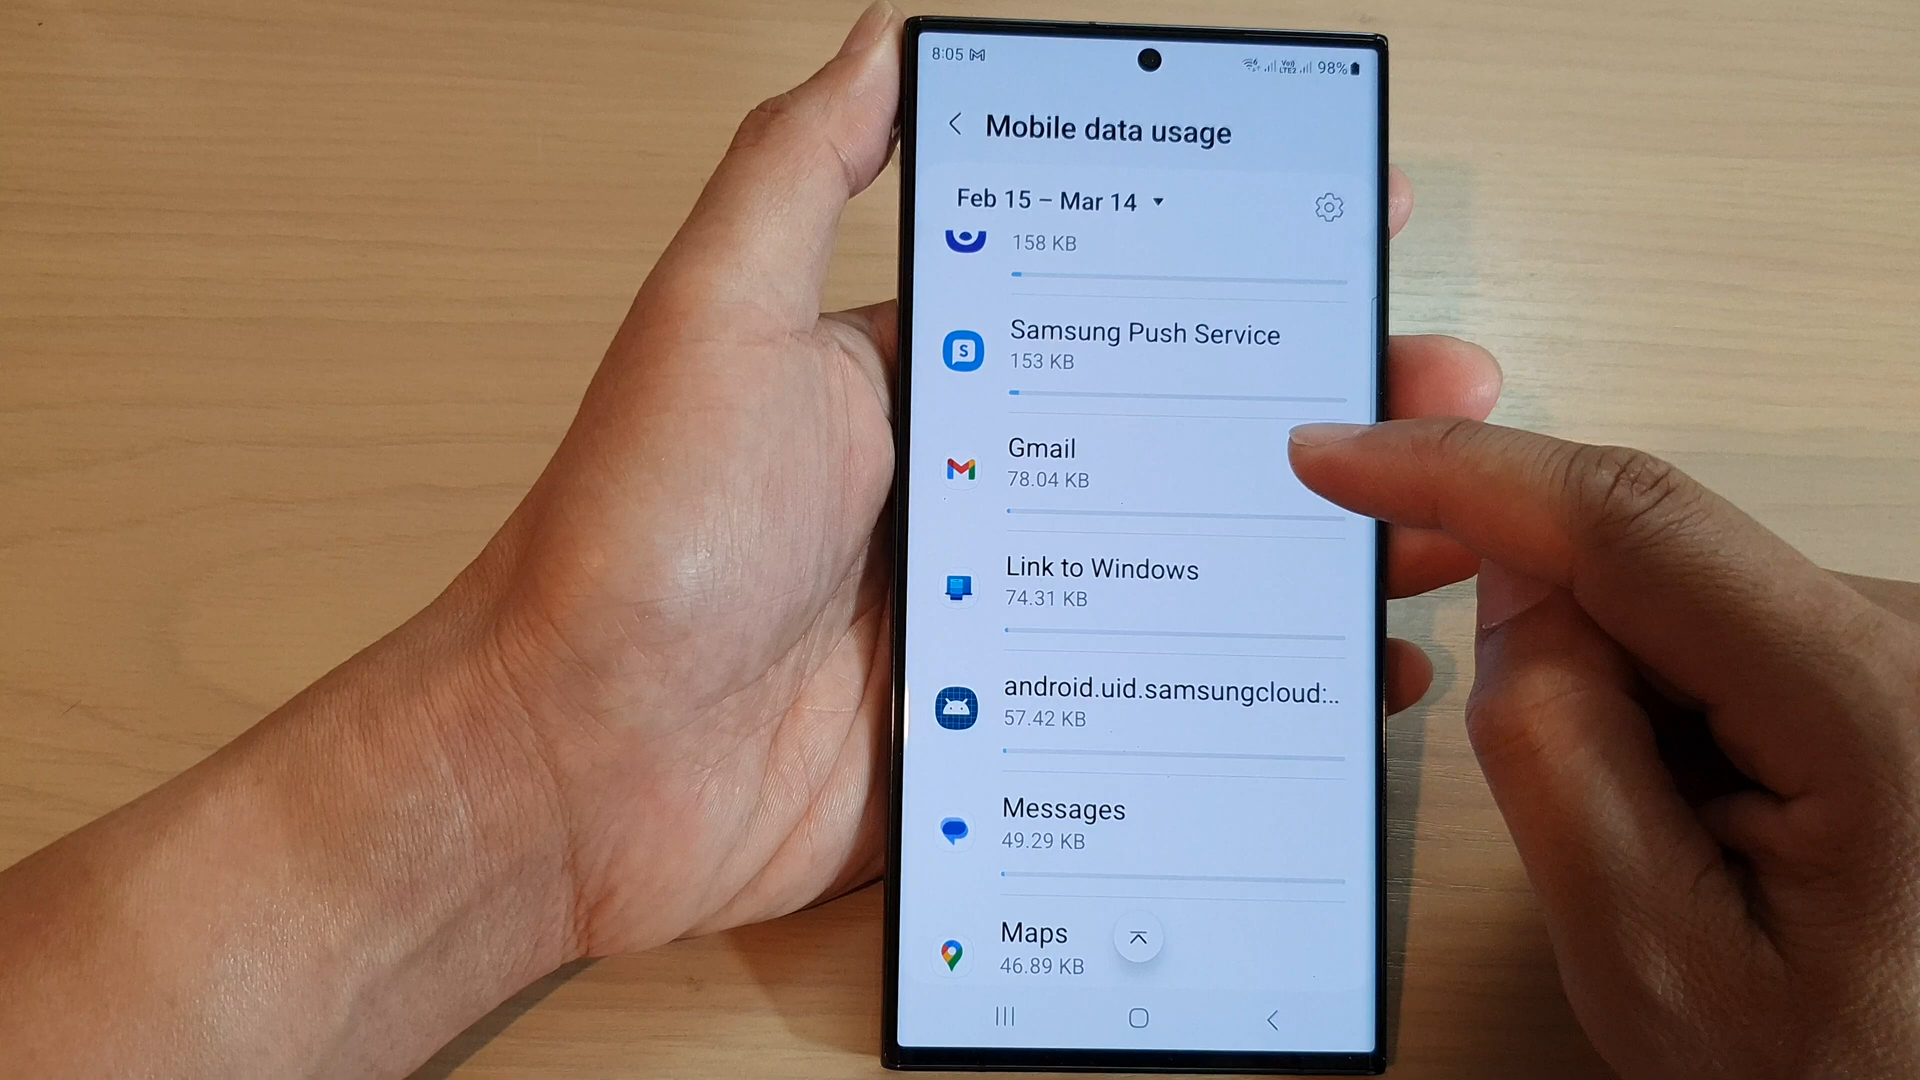 8:05
Vo))
LTE2
98%
Mobile data usage
Feb 15 – Mar 14
158 KB
Samsung Push Service
153 KB
Gmail
78.04 KB
Link to Windows
74.31 KB
android.uid.samsungcloud:..
57.42 KB
Messages
49.29 KB
Maps
46.89 KB